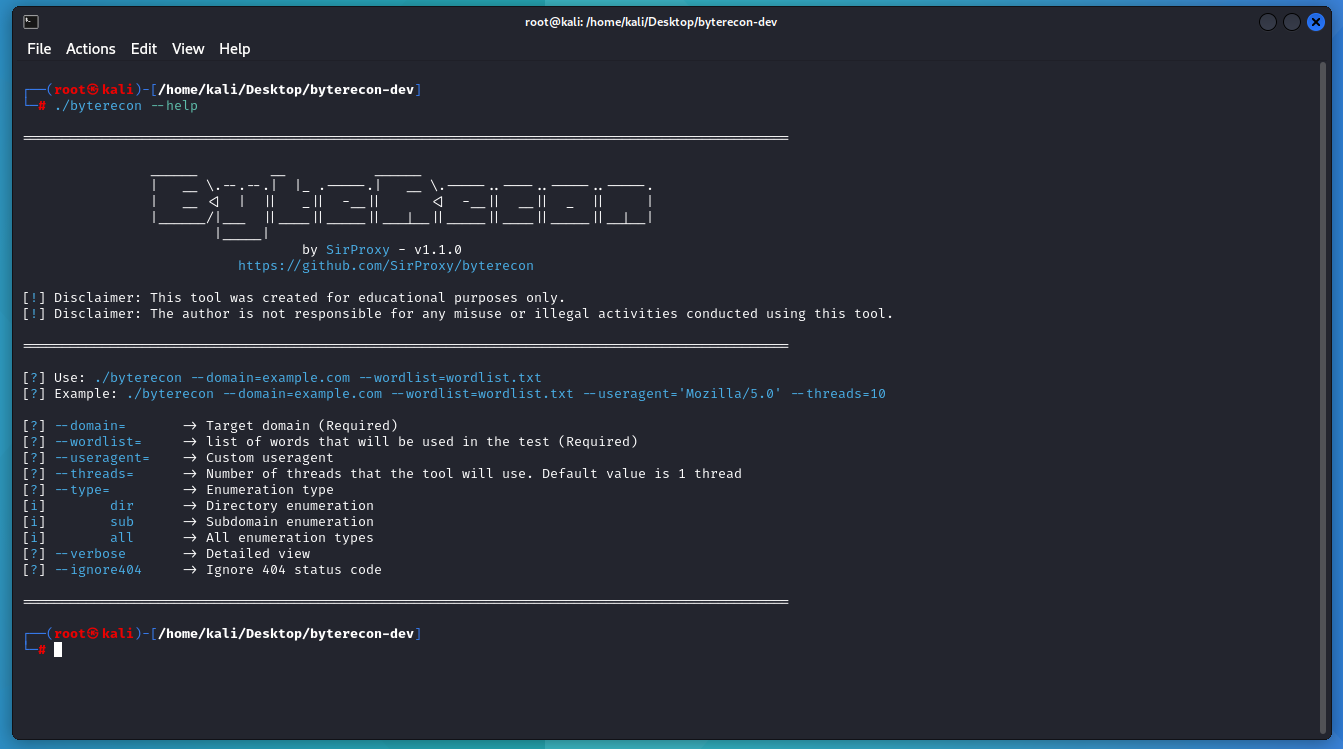 root@kali: /home/kali/Desktop/byterecon-dev
File Actions Edit View Help
┌──(root㉿kali)-[/home/kali/Desktop/byterecon-dev]
└─# ./byterecon --help
ByteRecon
by SirProxy - v1.1.0
https://github.com/SirProxy/byterecon
[!] Disclaimer: This tool was created for educational purposes only.
[!] Disclaimer: The author is not responsible for any misuse or illegal activities conducted using this tool.
[?] Use: ./byterecon --domain=example.com --wordlist=wordlist.txt
[?] Example: ./byterecon --domain=example.com --wordlist=wordlist.txt --useragent='Mozilla/5.0' --threads=10
[?] --domain= -> Target domain (Required)
[?] --wordlist= -> list of words that will be used in the test (Required)
[?] --useragent= -> Custom useragent
[?] --threads= -> Number of threads that the tool will use. Default value is 1 thread
[?] --type= -> Enumeration type
[i] dir -> Directory enumeration
[i] sub -> Subdomain enumeration
[i] all -> All enumeration types
[?] --verbose -> Detailed view
[?] --ignore404 -> Ignore 404 status code
┌──(root㉿kali)-[/home/kali/Desktop/byterecon-dev]
└─#